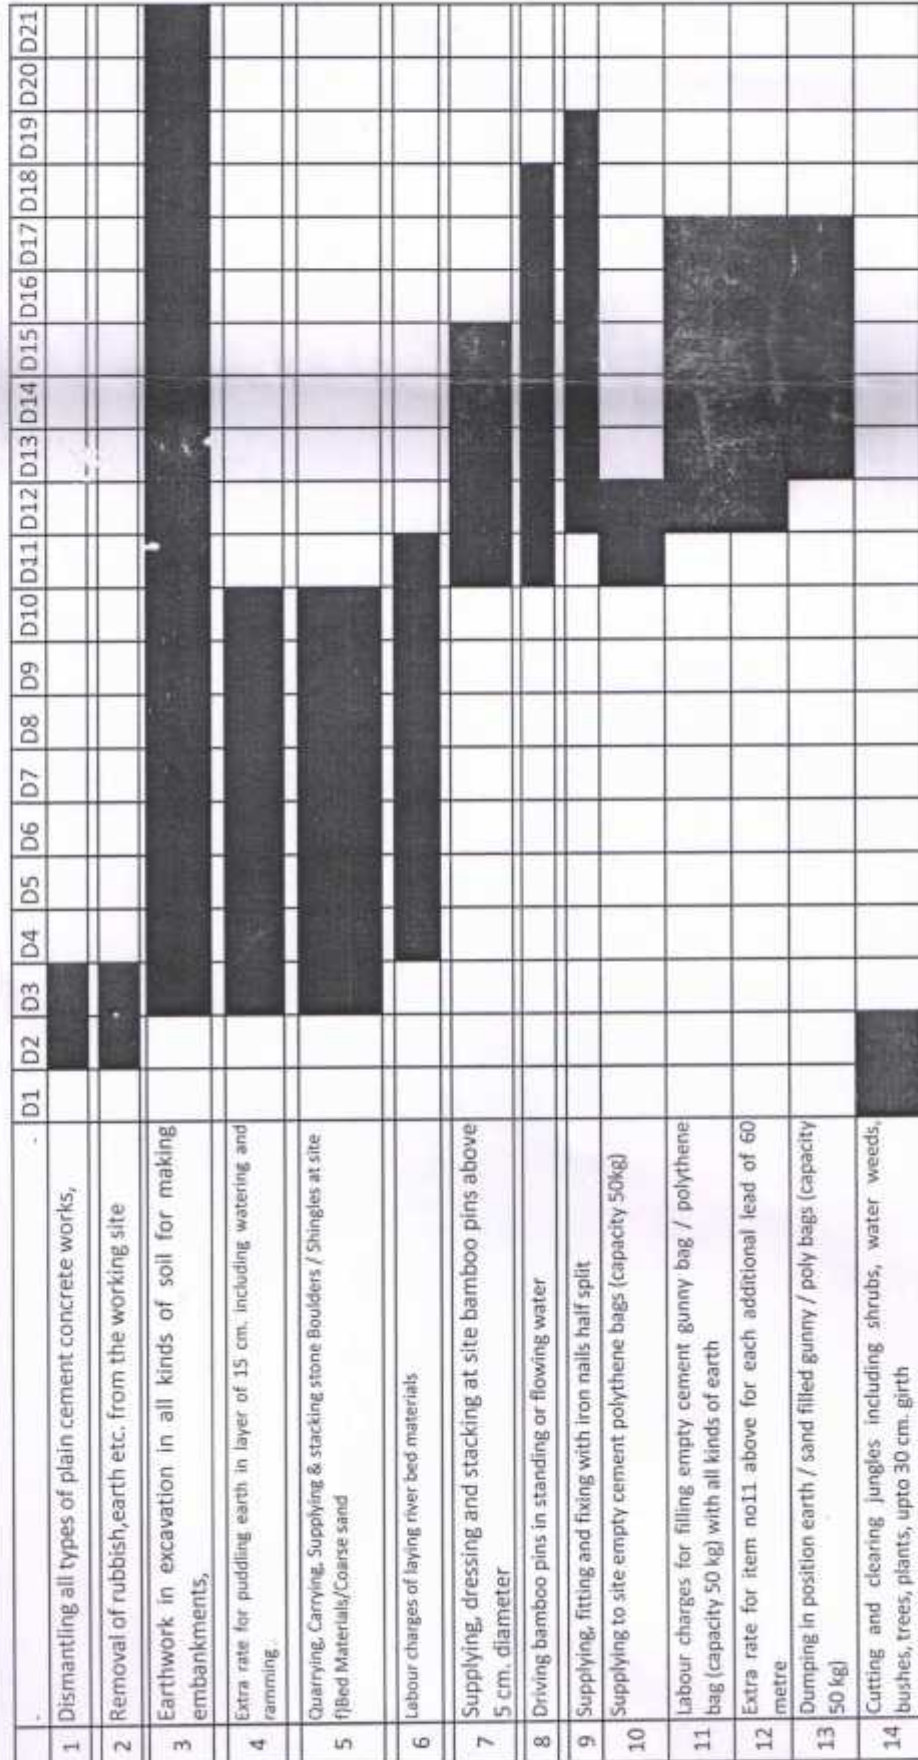 D1 D2 D3 D4 D5 D6 D7 D8 D9 D10 D11 D12 D13 D14 D15 D16 D17 D18 D19 D20 D21
1 Dismantling all types of plain cement concrete works,
2 Removal of rubbish,earth etc. from the working site
3 Earthwork in excavation in all kinds of soil for making
embankments,
4 Extra rate for puddling earth in layer of 15 cm. including watering and
ramming
5 Quarrying, Carrying, Supplying & stacking stone Boulders / Shingles at site
f)Bed Materials/Coarse sand
6 Labour charges of laying river bed materials
7 Supplying, dressing and stacking at site bamboo pins above
5 cm. diameter
8 Driving bamboo pins in standing or flowing water
9 Supplying, fitting and fixing with iron nails half split
10 Supplying to site empty cement polythene bags (capacity 50kg)
11 Labour charges for filling empty cement gunny bag / polythene
bag (capacity 50 kg) with all kinds of earth
12 Extra rate for item no11 above for each additional lead of 60
metre
13 Dumping in position earth / sand filled gunny / poly bags (capacity
50 kg)
14 Cutting and clearing jungles including shrubs, water weeds,
bushes, trees, plants, upto 30 cm. girth